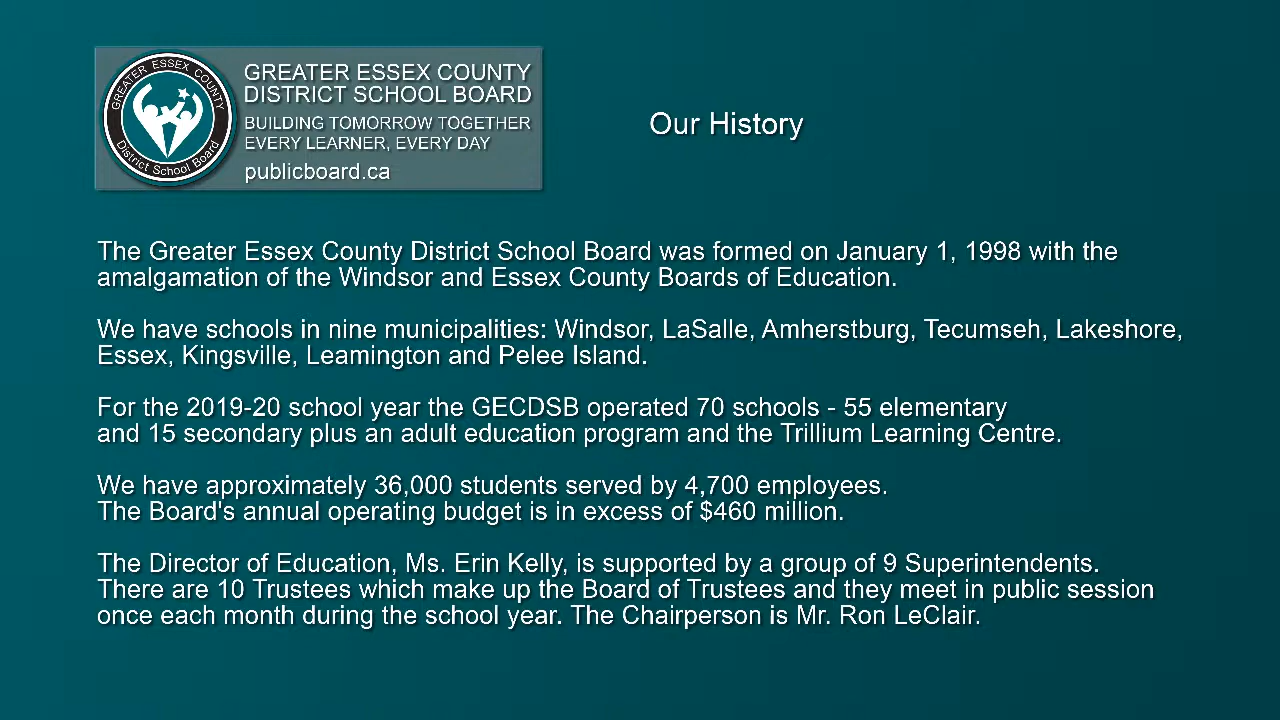 GREATER ESSEX COUNTY
District School Board
GREATER ESSEX COUNTY
DISTRICT SCHOOL BOARD
BUILDING TOMORROW TOGETHER
EVERY LEARNER, EVERY DAY
publicboard.ca
Our History
The Greater Essex County District School Board was formed on January 1, 1998 with the
amalgamation of the Windsor and Essex County Boards of Education.
We have schools in nine municipalities: Windsor, LaSalle, Amherstburg, Tecumseh, Lakeshore,
Essex, Kingsville, Leamington and Pelee Island.
For the 2019-20 school year the GECDSB operated 70 schools - 55 elementary
and 15 secondary plus an adult education program and the Trillium Learning Centre.
We have approximately 36,000 students served by 4,700 employees.
The Board's annual operating budget is in excess of $460 million.
The Director of Education, Ms. Erin Kelly, is supported by a group of 9 Superintendents.
There are 10 Trustees which make up the Board of Trustees and they meet in public session
once each month during the school year. The Chairperson is Mr. Ron LeClair.